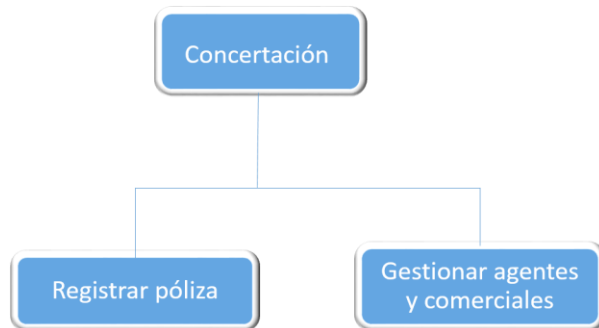 Concertación
Registrar póliza
Gestionar agentes
y comerciales